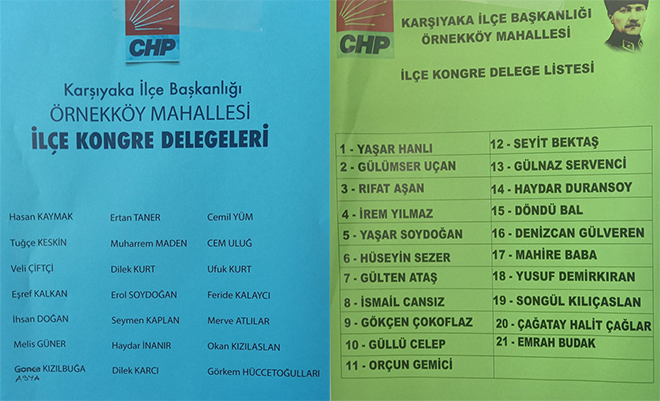 CHP
Karşıyaka İlçe Başkanlığı
ÖRNEKKÖY MAHALLESİ
İLÇE KONGRE DELEGELERİ
Hasan KAYMAK Ertan TANER Cemil YÜM
Tuğçe KESKİN Muharrem MADEN CEM ULUĞ
Veli ÇİFTÇİ Dilek KURT Ufuk KURT
Eşref KALKAN Erol SOYDOĞAN Feride KALAYCI
İhsan DOĞAN Seymen KAPLAN Merve ATLILAR
Melis GÜNER Haydar İNANIR Okan KIZILASLAN
Gonca KIZILBUĞA Dilek KARCI Görkem HÜCCETOĞULLARI
ASYA
CHP
KARŞIYAKA İLÇE BAŞKANLIĞI
ÖRNEKKÖY MAHALLESİ
İLÇE KONGRE DELEGE LİSTESİ
1 - YAŞAR HANLI
2 - GÜLÜMSER UÇAN
3 - RIFAT AŞAN
4 - İREM YILMAZ
5 - YAŞAR SOYDOĞAN
6 - HÜSEYİN SEZER
7 - GÜLTEN ATAŞ
8 - İSMAİL CANSIZ
9 - GÖKÇEN ÇOKOFLAZ
10 - GÜLLÜ CELEP
11 - ORÇUN GEMİCİ
12 - SEYİT BEKTAŞ
13 - GÜLNAZ SERVENCİ
14 - HAYDAR DURANSOY
15 - DÖNDÜ BAL
16 - DENİZCAN GÜLVEREN
17 - MAHİRE BABA
18 - YUSUF DEMİRKIRAN
19 - SONGÜL KILIÇASLAN
20 - ÇAĞATAY HALİT ÇAĞLAR
21 - EMRAH BUDAK